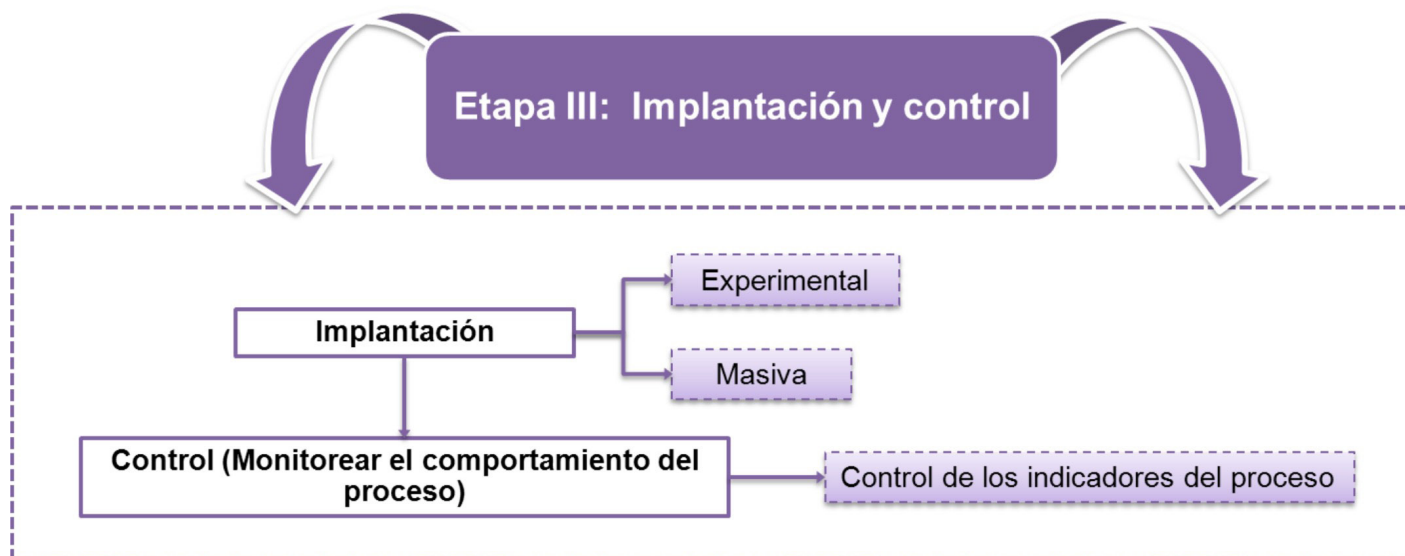 Etapa III:  Implantación y control
Experimental
Implantación
Masiva
Control (Monitorear el comportamiento del
proceso)
Control de los indicadores del proceso